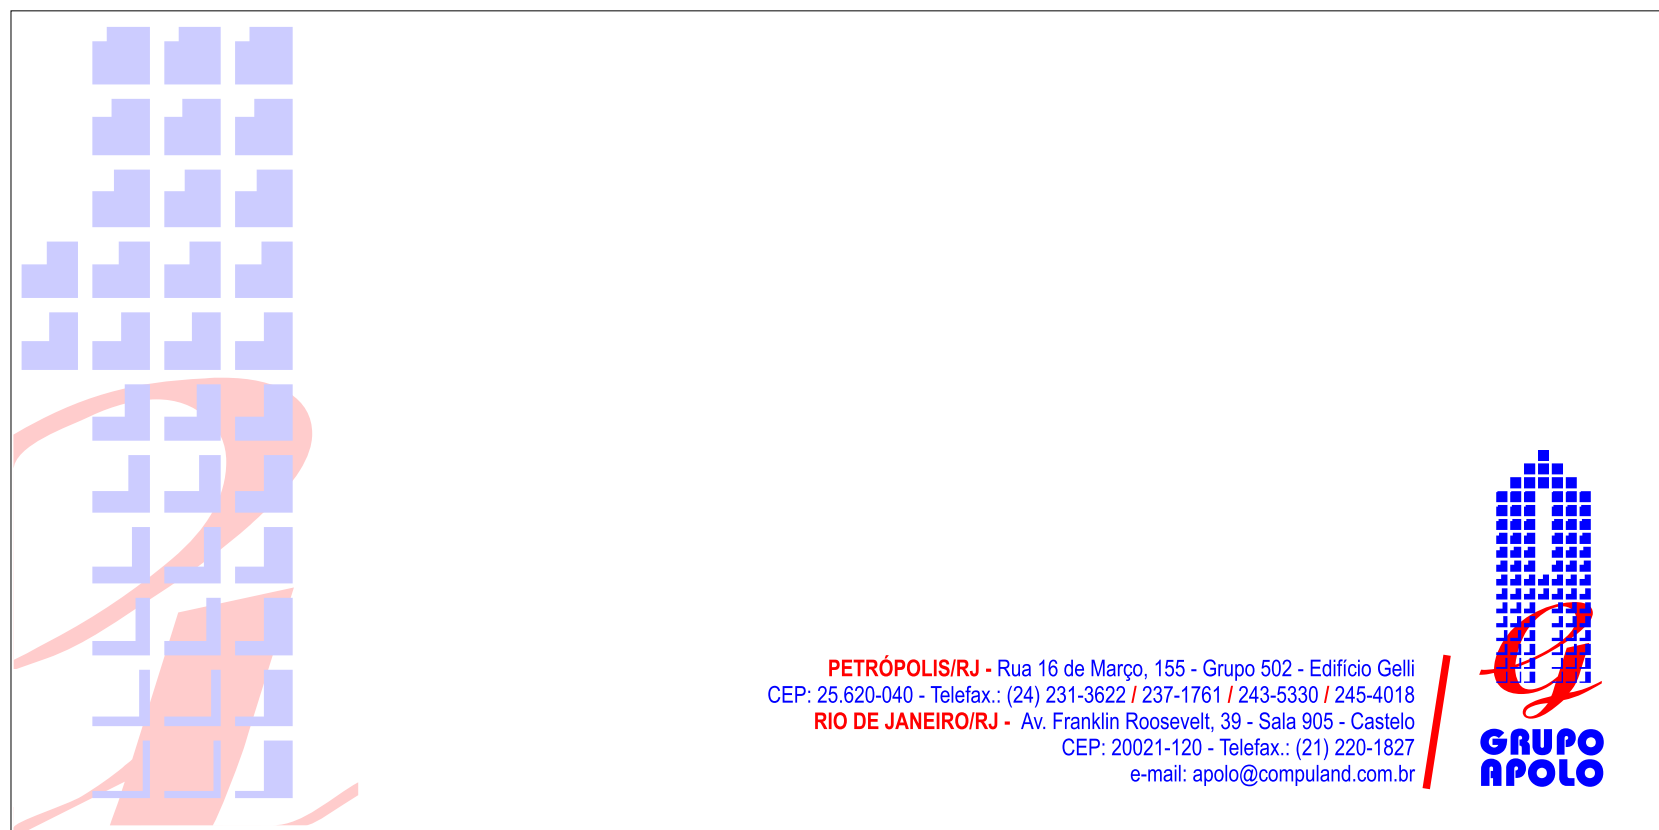 PETRÓPOLIS/RJ - Rua 16 de Março, 155 - Grupo 502 - Edifício Gelli
CEP: 25.620-040 - Telefax.: (24) 231-3622 / 237-1761 / 243-5330 / 245-4018
RIO DE JANEIRO/RJ - Av. Franklin Roosevelt, 39 - Sala 905 - Castelo
CEP: 20021-120 - Telefax.: (21) 220-1827
e-mail: apolo@compuland.com.br
GRUPO
APOLO